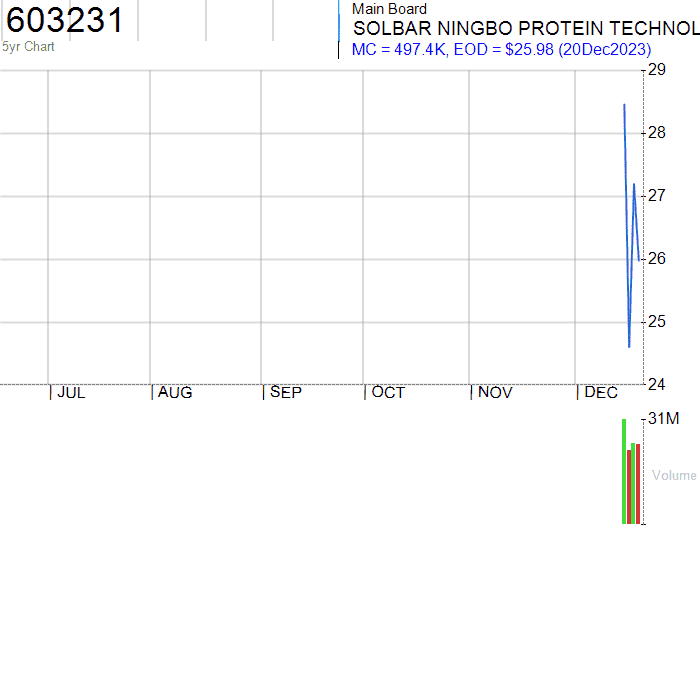 603231
5yr Chart
Main Board
SOLBAR NINGBO PROTEIN TECHNOL
MC = 497.4K, EOD = $25.98 (20Dec2023)
29
28
27
26
25
24
JUL AUG SEP OCT NOV DEC
31M
Volume